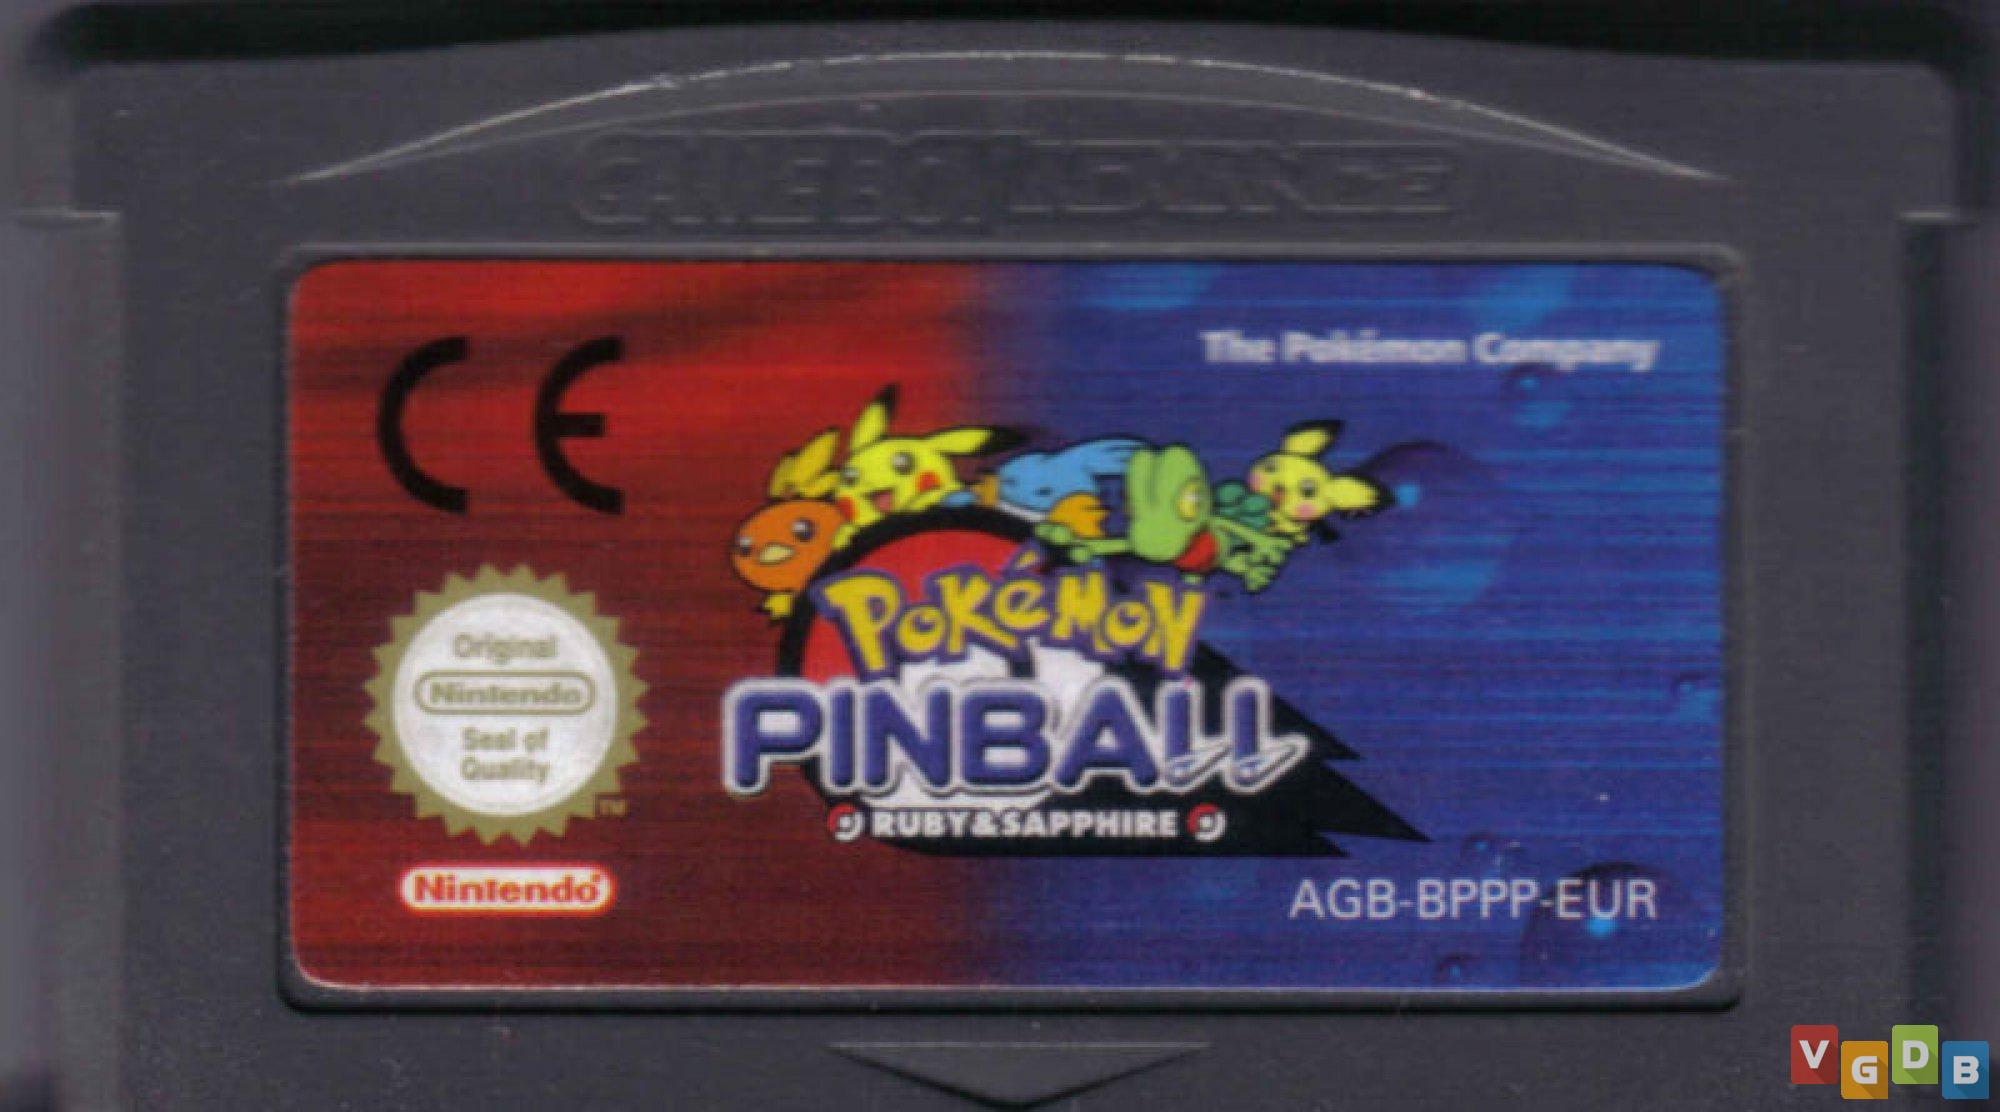 GAME BOY ADVANCE
CE
The Pokémon Company
Original
Nintendo
Seal of
Quality
TM
POKéMON
PINBALL
RUBY&SAPPHIRE
Nintendo®
AGB-BPPP-EUR
VGDB